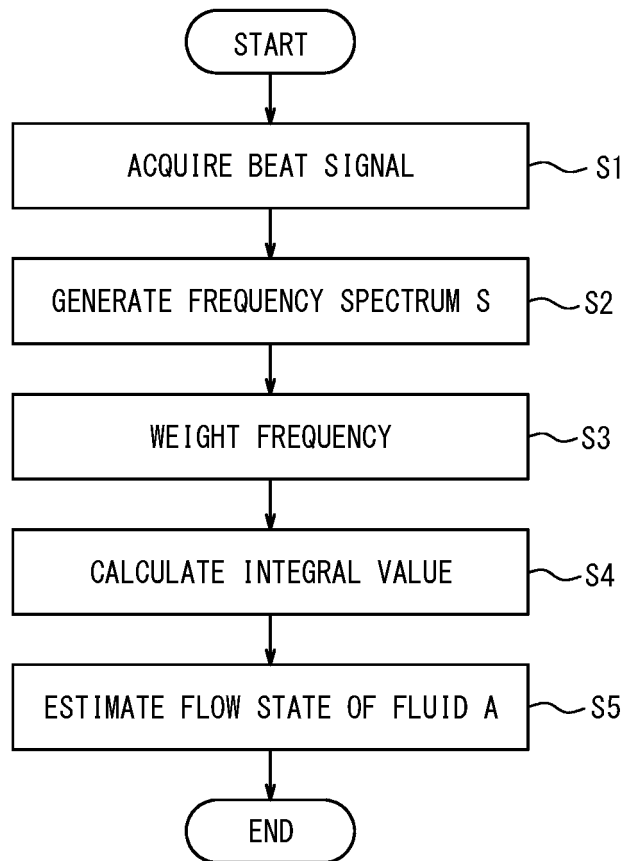 START
ACQUIRE BEAT SIGNAL
S1
GENERATE FREQUENCY SPECTRUM S
S2
WEIGHT FREQUENCY
S3
CALCULATE INTEGRAL VALUE
S4
ESTIMATE FLOW STATE OF FLUID A
S5
END